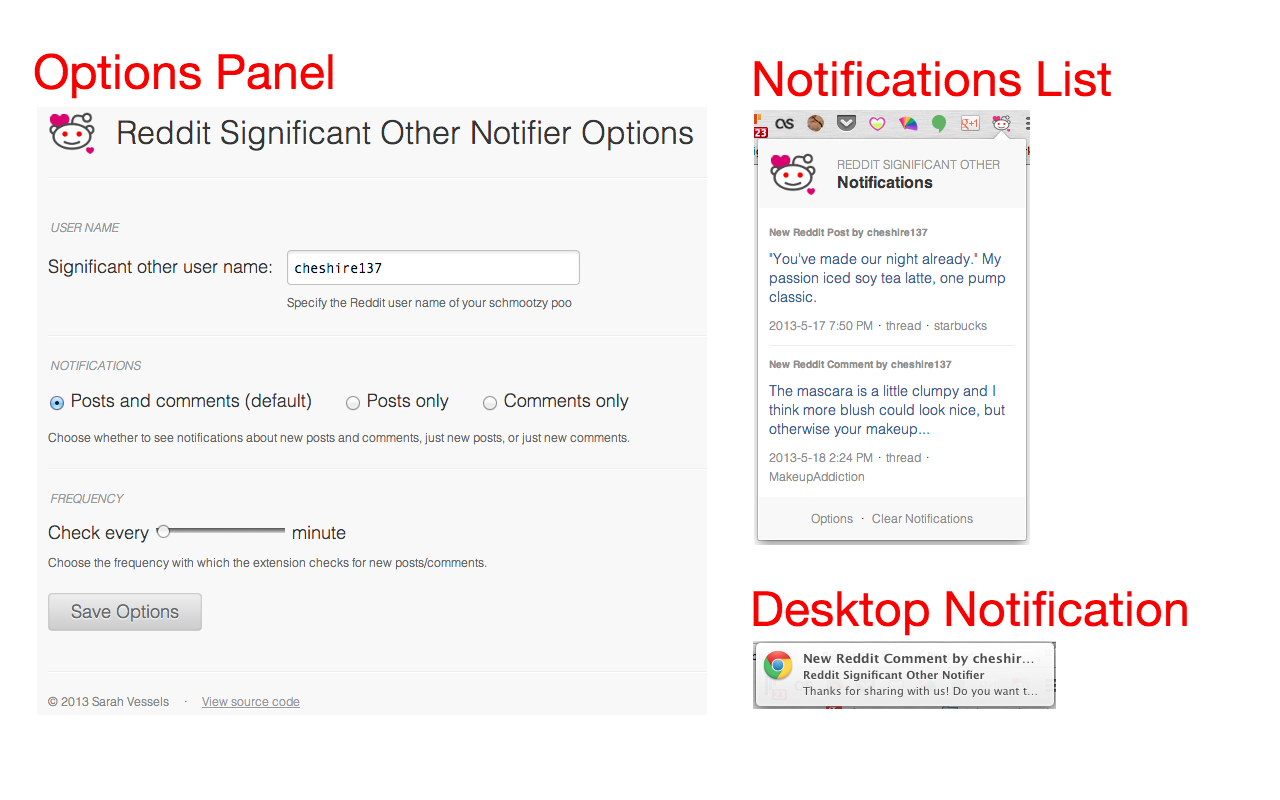 Options Panel
Reddit Significant Other Notifier Options
USER NAME
Significant other user name: cheshire137
Specify the Reddit user name of your schmootzy poo
NOTIFICATIONS
Posts and comments (default) Posts only Comments only
Choose whether to see notifications about new posts and comments, just new posts, or just new comments.
FREQUENCY
Check every minute
Choose the frequency with which the extension checks for new posts/comments.
Save Options
© 2013 Sarah Vessels · View source code
Notifications List
23 +1
REDDIT SIGNIFICANT OTHER
Notifications
New Reddit Post by cheshire137
"You've made our night already." My
passion iced soy tea latte, one pump
classic.
2013-5-17 7:50 PM · thread · starbucks
New Reddit Comment by cheshire137
The mascara is a little clumpy and I
think more blush could look nice, but
otherwise your makeup...
2013-5-18 2:24 PM · thread ·
MakeupAddiction
Options · Clear Notifications
Desktop Notification
New Reddit Comment by cheshir...
Reddit Significant Other Notifier
Thanks for sharing with us! Do you want t...